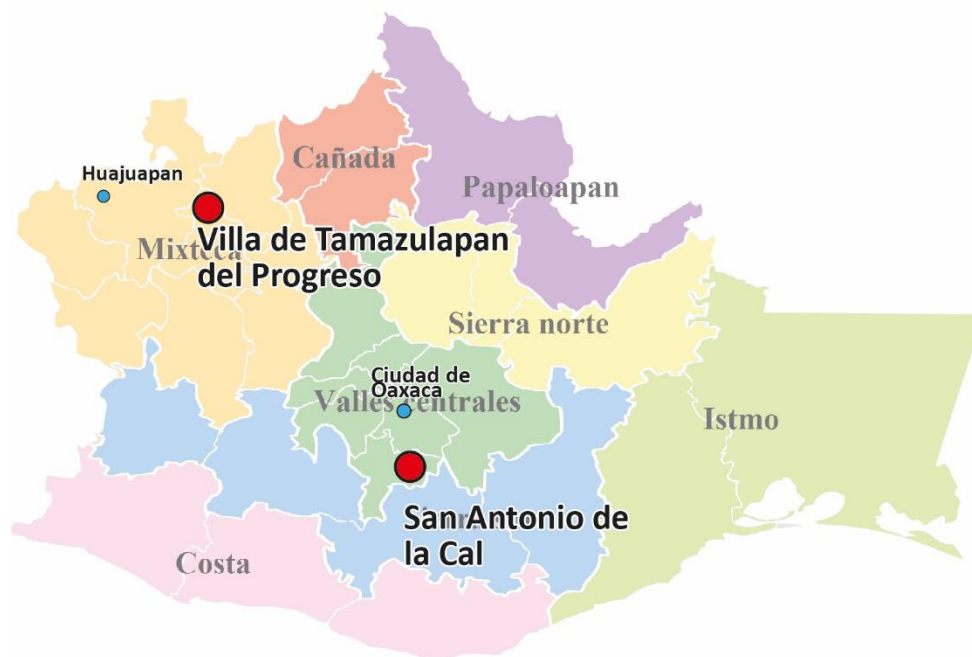 Cañada
Papaloapan
Huajuapan
Villa de Tamazulapan
del Progreso
Mixteca
Sierra norte
Ciudad de
Oaxaca
Valles centrales
Istmo
San Antonio de
la Cal
Costa